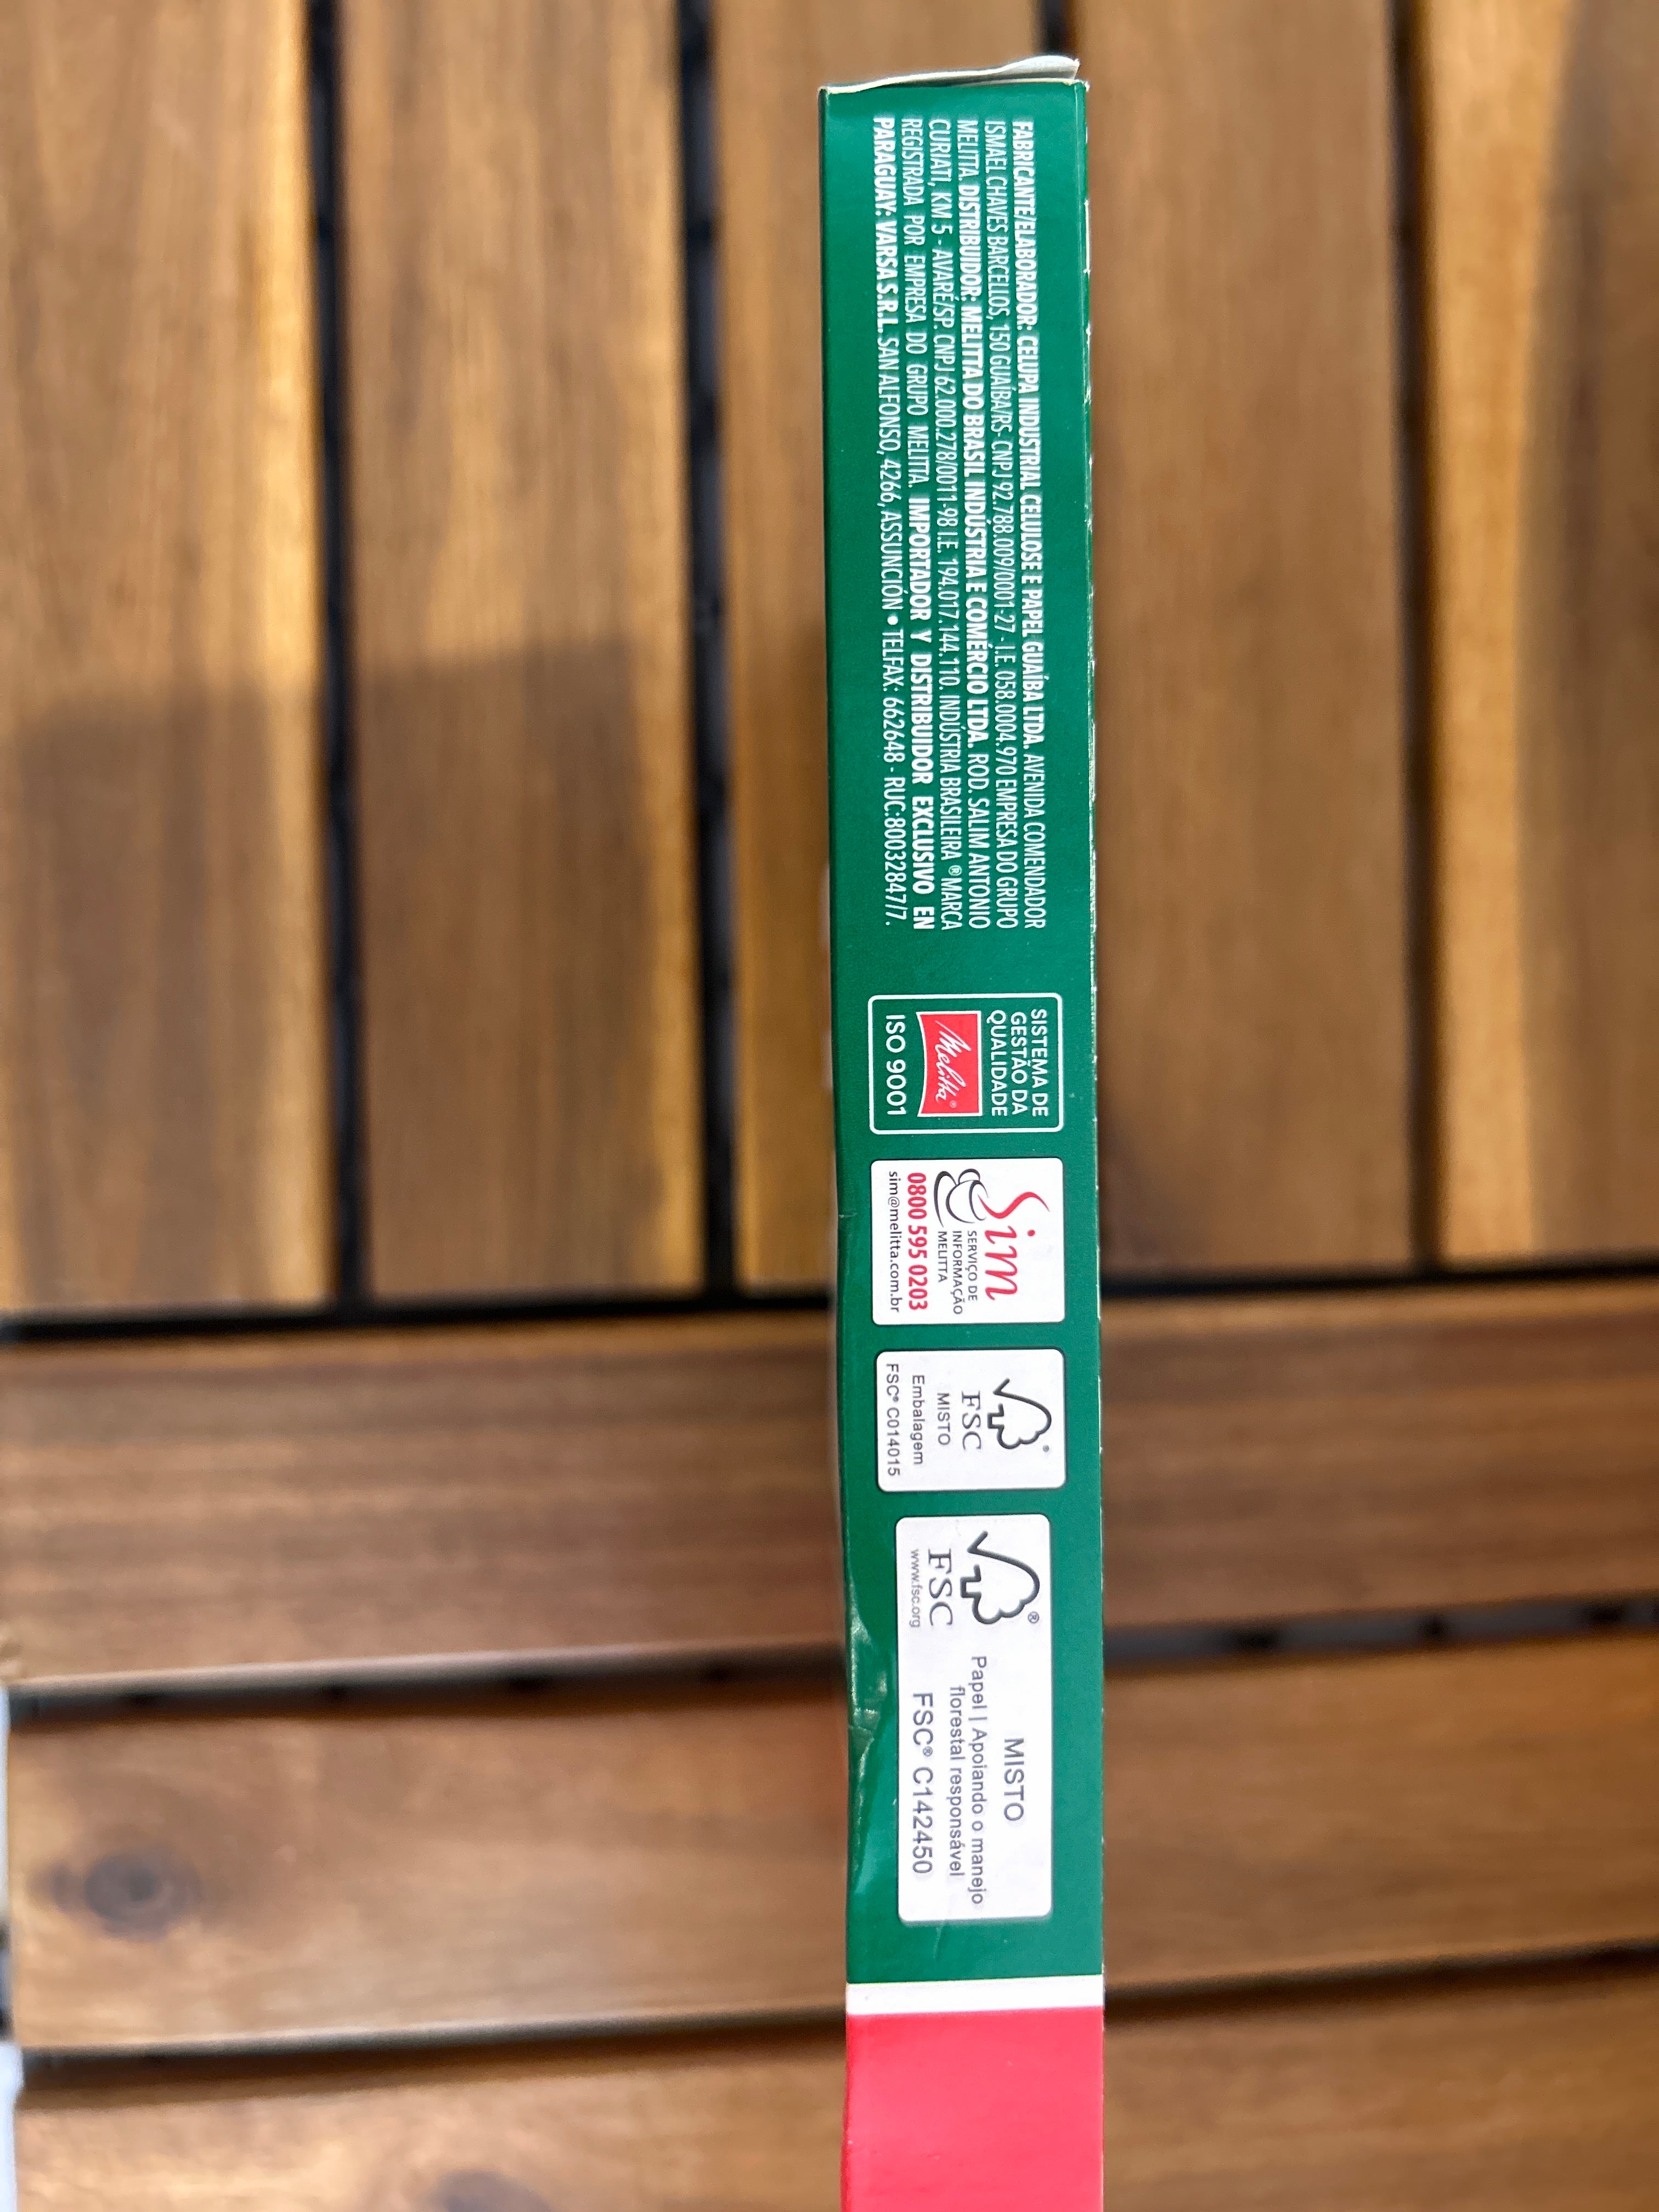 FABRICANTE/ELABORADOR: CELUPA INDUSTRIAL CELULOSE E PAPEL GUAÍBA LTDA. AVENIDA COMENDADOR
ISMAEL CHAVES BARCELLOS, 150 GUAÍBA/RS- CNPJ 92.788.009/0001-27 - I.E. 058.0004.970 EMPRESA DO GRUPO
MELITTA. DISTRIBUIDOR: MELITTA DO BRASIL INDÚSTRIA E COMÉRCIO LTDA. ROD. SALIM ANTONIO
CURIATI, KM 5 - AVARÉ/SP. CNPJ 62.000.278/0011-98 I.E. 194.017.144.110. INDÚSTRIA BRASILEIRA ®MARCA
REGISTRADA POR EMPRESA DO GRUPO MELITTA. IMPORTADOR Y DISTRIBUIDOR EXCLUSIVO EN
PARAGUAY: VARSA S.R.L. SAN ALFONSO, 4266, ASSUNCIÓN • TELFAX: 662648 - RUC:80032847/7.
SISTEMA DE
GESTÃO DA
QUALIDADE
Melitta®
ISO 9001
Sim
SERVIÇO DE
INFORMAÇÃO
MELITTA
0800 595 0203
sim@melitta.com.br
®
FSC
MISTO
Embalagem
FSC® C014015
®
FSC
www.fsc.org
MISTO
Papel | Apoiando o manejo
florestal responsável
FSC® C142450